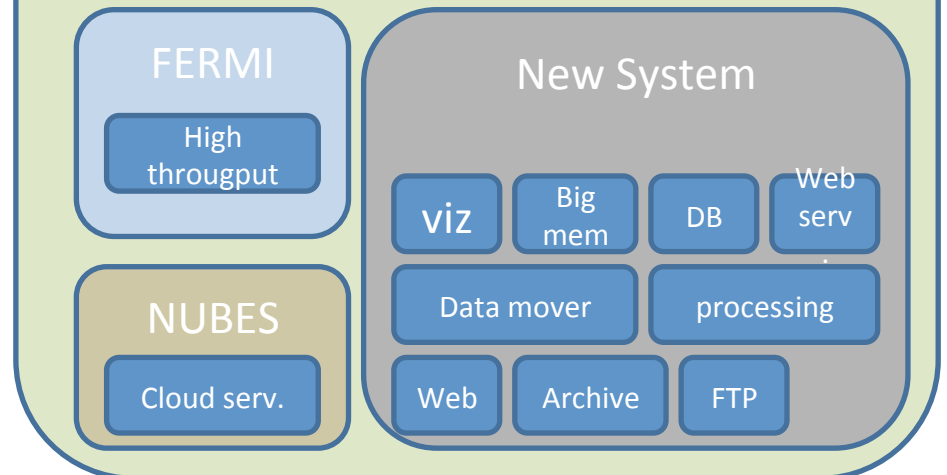 FERMI
High
througput
NUBES
Cloud serv.
New System
viz
Big
mem
DB
Web
serv
Data mover
processing
Web
Archive
FTP